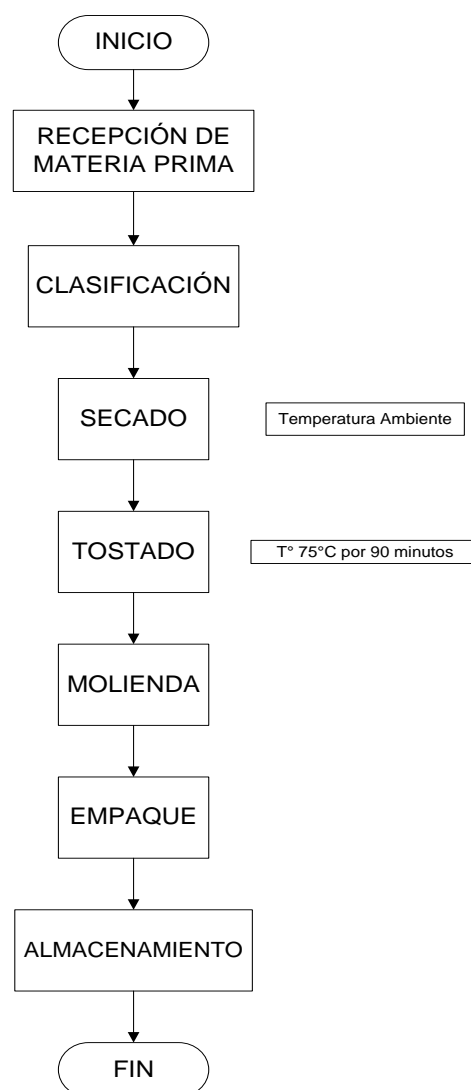 INICIO
RECEPCIÓN DE
MATERIA PRIMA
CLASIFICACIÓN
SECADO
Temperatura Ambiente
TOSTADO
T° 75°C por 90 minutos
MOLIENDA
EMPAQUE
ALMACENAMIENTO
FIN